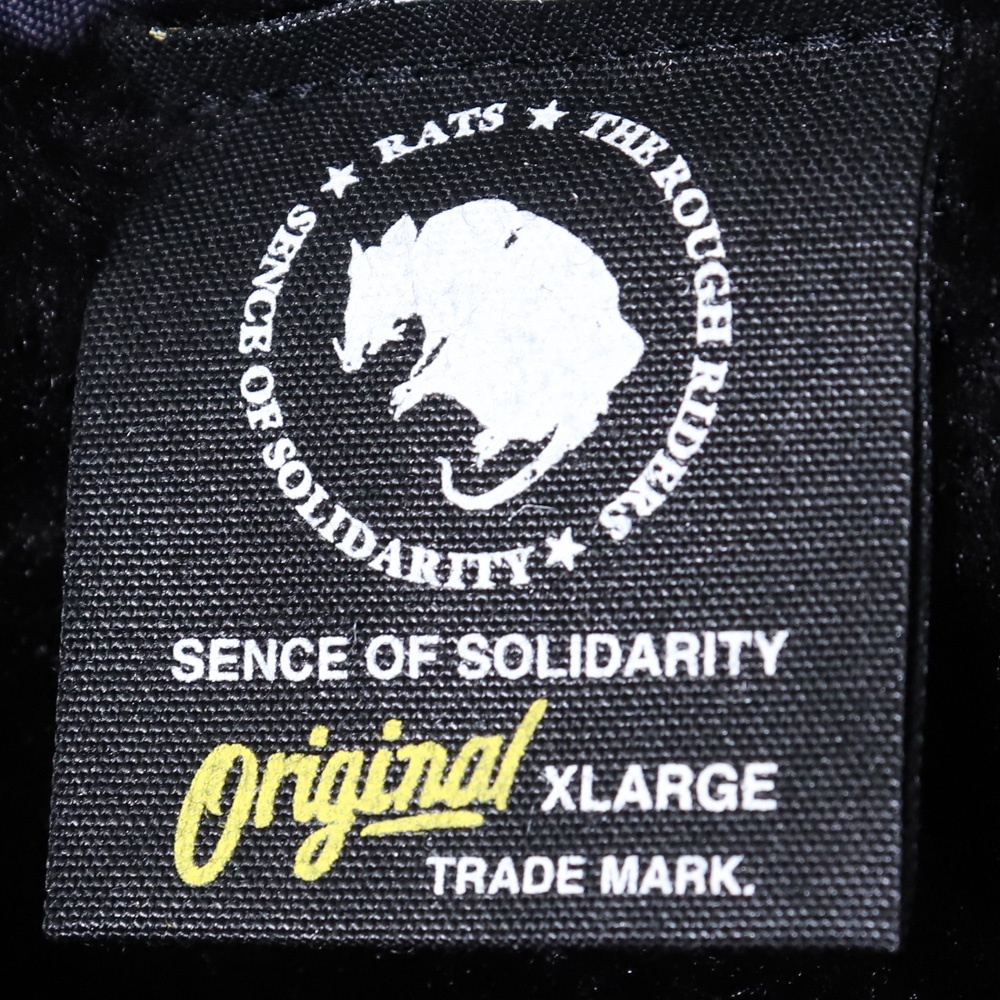 ★ RATS ★ THE ROUGH RIDERS ★ SENCE OF SOLIDARITY
SENCE OF SOLIDARITY
Original XLARGE
TRADE MARK.